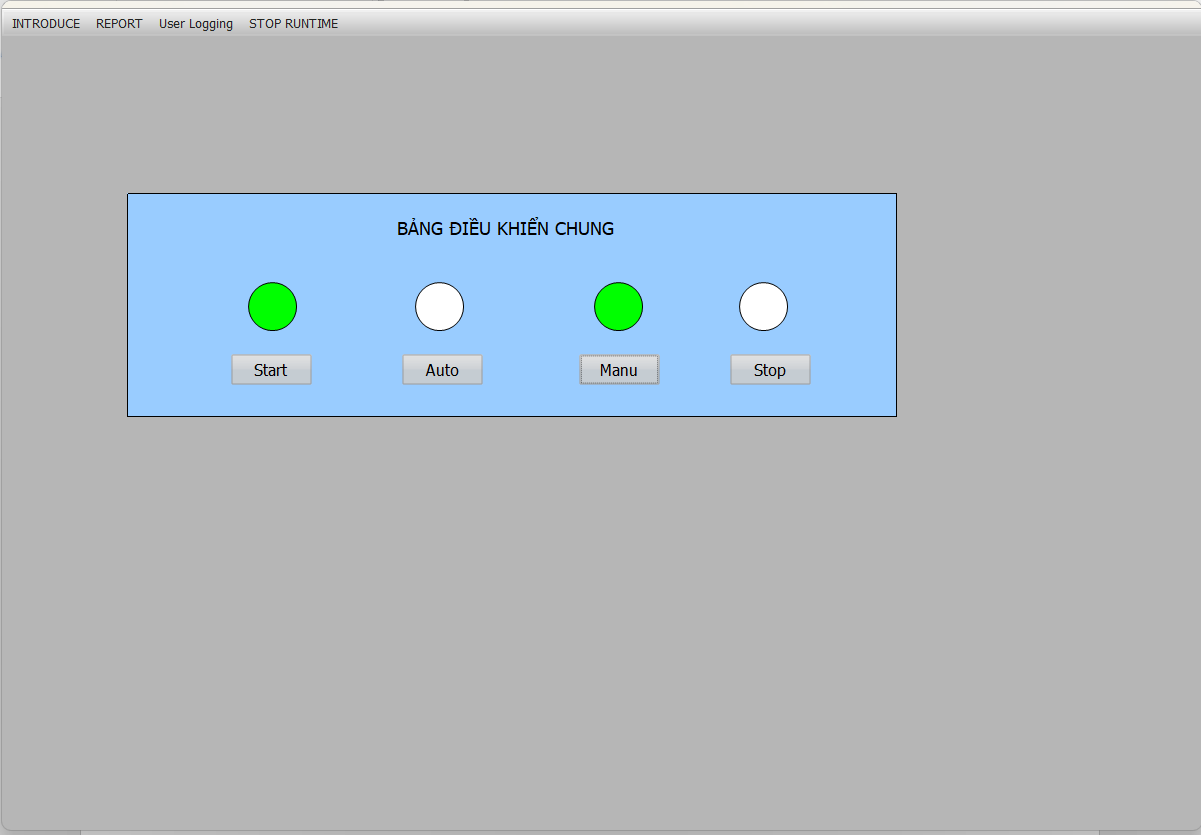 INTRODUCE REPORT User Logging STOP RUNTIME
BẢNG ĐIỀU KHIỂN CHUNG
Start Auto Manu Stop